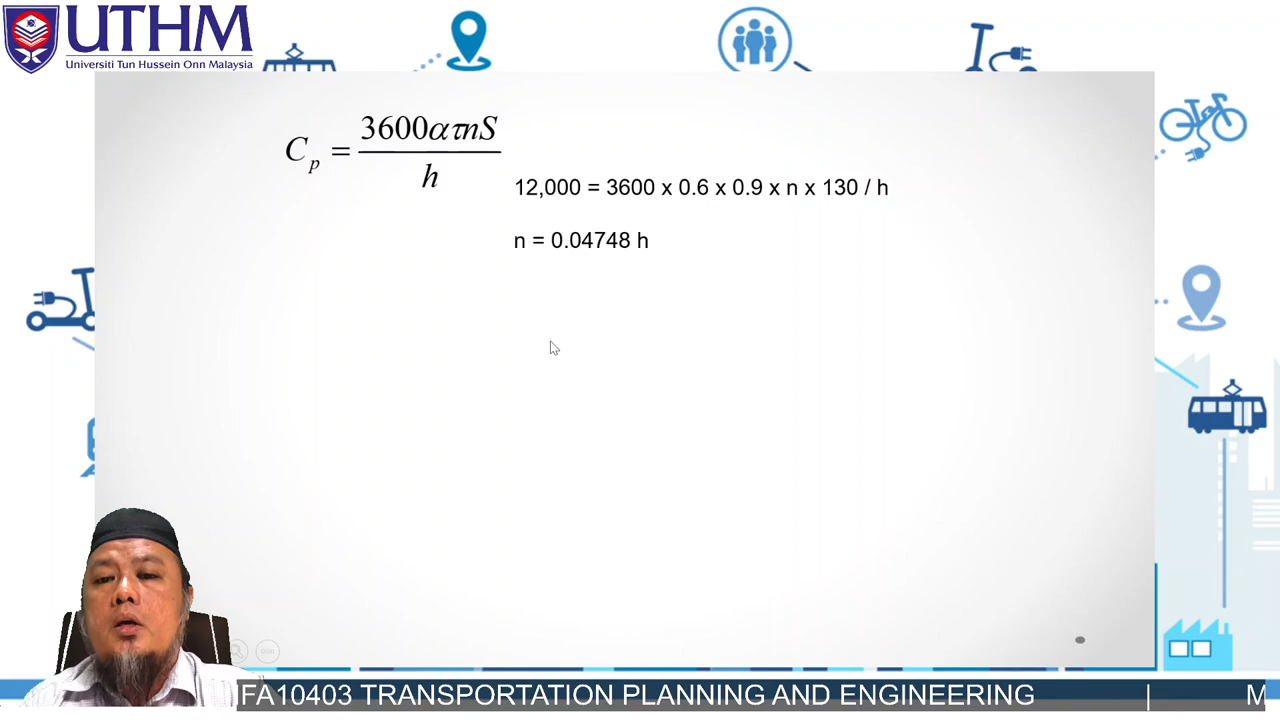 UTHM
Universiti Tun Hussein Onn Malaysia
C_p = 3600ατnS / h
12,000 = 3600 x 0.6 x 0.9 x n x 130 / h
n = 0.04748 h
FA10403 TRANSPORTATION PLANNING AND ENGINEERING | M